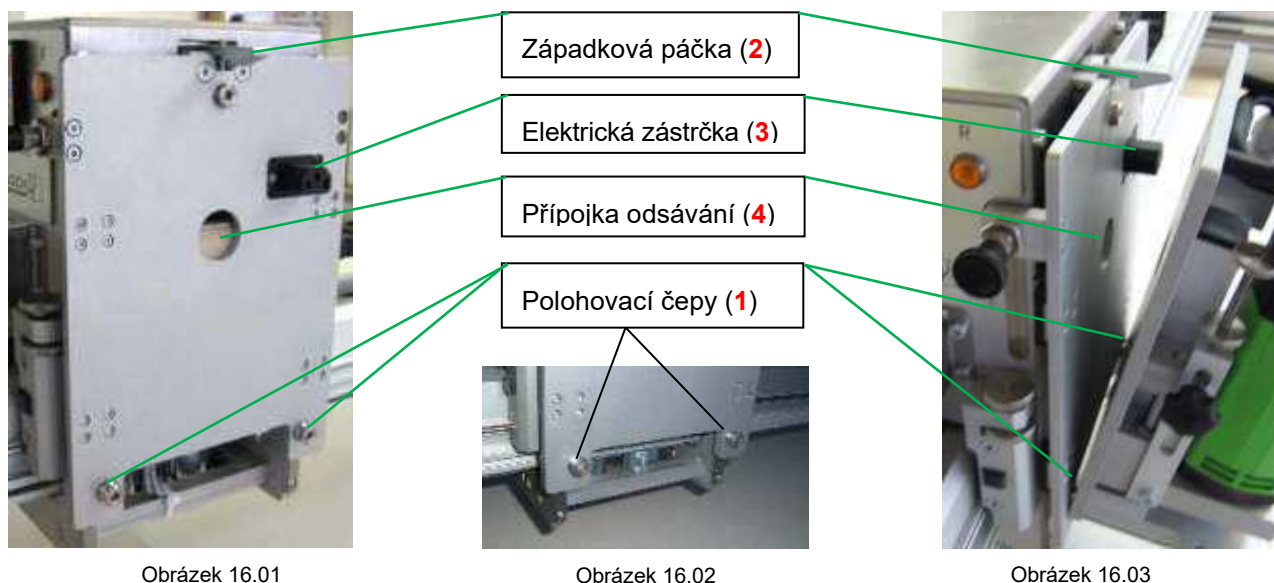 Západková páčka (2)
Elektrická zástrčka (3)
Přípojka odsávání (4)
Polohovací čepy (1)
R
Obrázek 16.01
Obrázek 16.02
Obrázek 16.03